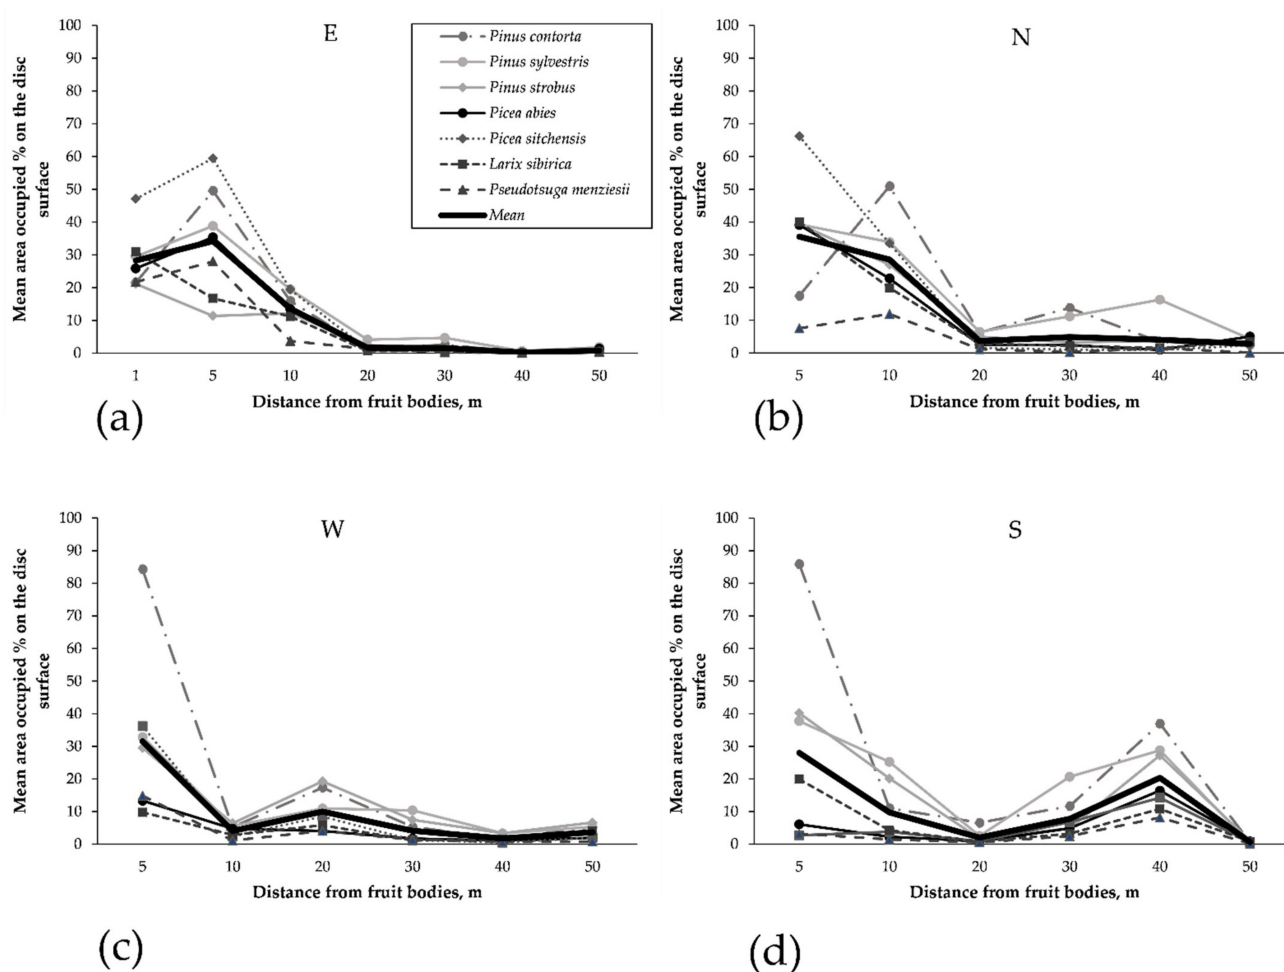 E
100
90
80
70
60
50
40
30
20
10
0
Mean area occupied % on the disc
surface
Pinus contorta
Pinus sylvestris
Pinus strobus
Picea abies
Picea sitchensis
Larix sibirica
Pseudotsuga menziesii
Mean
1 5 10 20 30 40 50
Distance from fruit bodies, m
(a)
N
100
90
80
70
60
50
40
30
20
10
0
Mean area occupied % on the disc
surface
5 10 20 30 40 50
Distance from fruit bodies, m
(b)
W
100
90
80
70
60
50
40
30
20
10
0
Mean area occupied % on the disc
surface
5 10 20 30 40 50
Distance from fruit bodies, m
(c)
S
100
90
80
70
60
50
40
30
20
10
0
Mean area occupied % on the disc
surface
5 10 20 30 40 50
Distance from fruit bodies, m
(d)